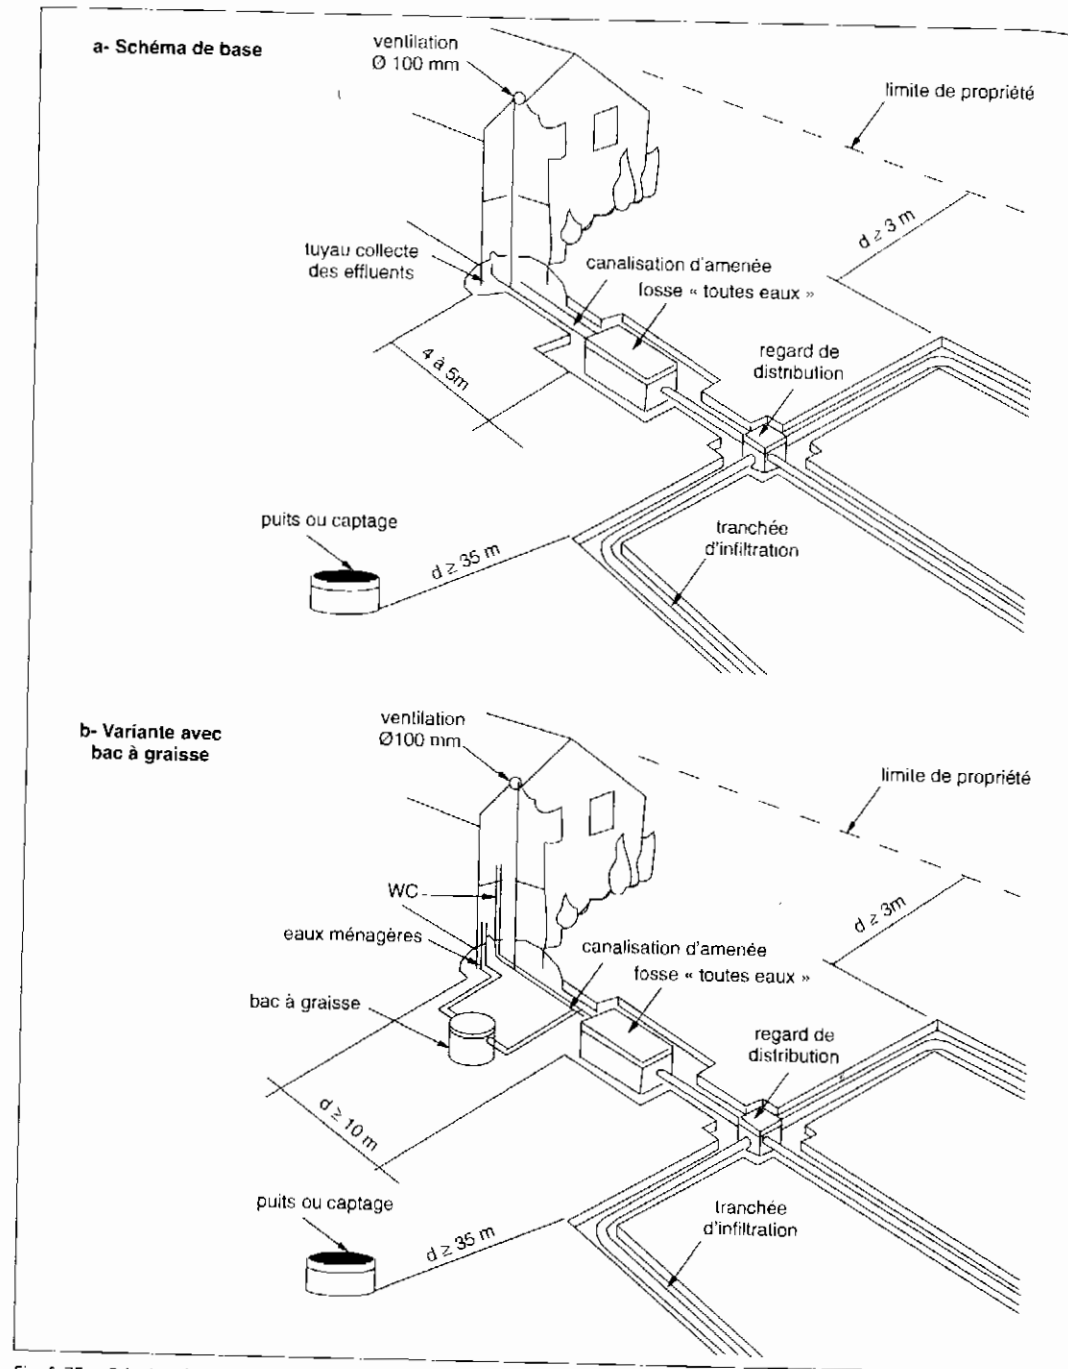 a- Schéma de base
ventilation
Ø 100 mm
limite de propriété
d ≥ 3 m
tuyau collecte
des effluents
canalisation d'amenée
fosse « toutes eaux »
4 à 5m
regard de
distribution
puits ou captage
d ≥ 35 m
tranchée
d'infiltration
b- Variante avec
bac à graisse
ventilation
Ø100 mm
limite de propriété
WC
d ≥ 3m
eaux ménagères
canalisation d'amenée
fosse « toutes eaux »
bac à graisse
regard de
distribution
d ≥ 10 m
puits ou captage
d ≥ 35 m
tranchée
d'infiltration